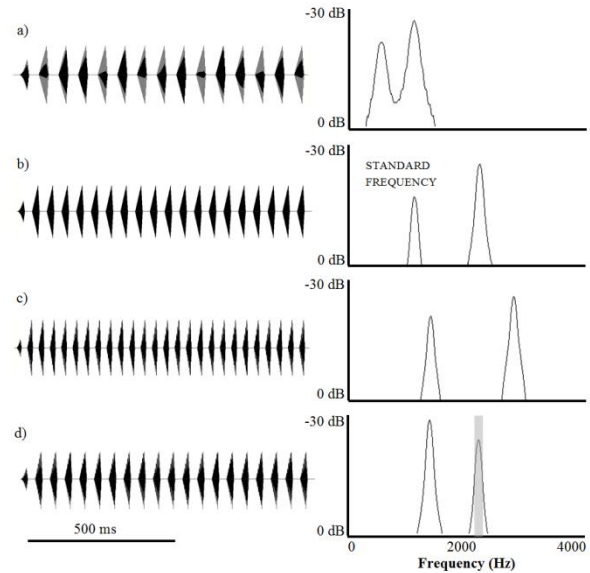 a)
-30 dB
0 dB
b)
-30 dB
STANDARD
FREQUENCY
0 dB
c)
-30 dB
0 dB
d)
-30 dB
0 dB
500 ms
0 2000 4000
Frequency (Hz)